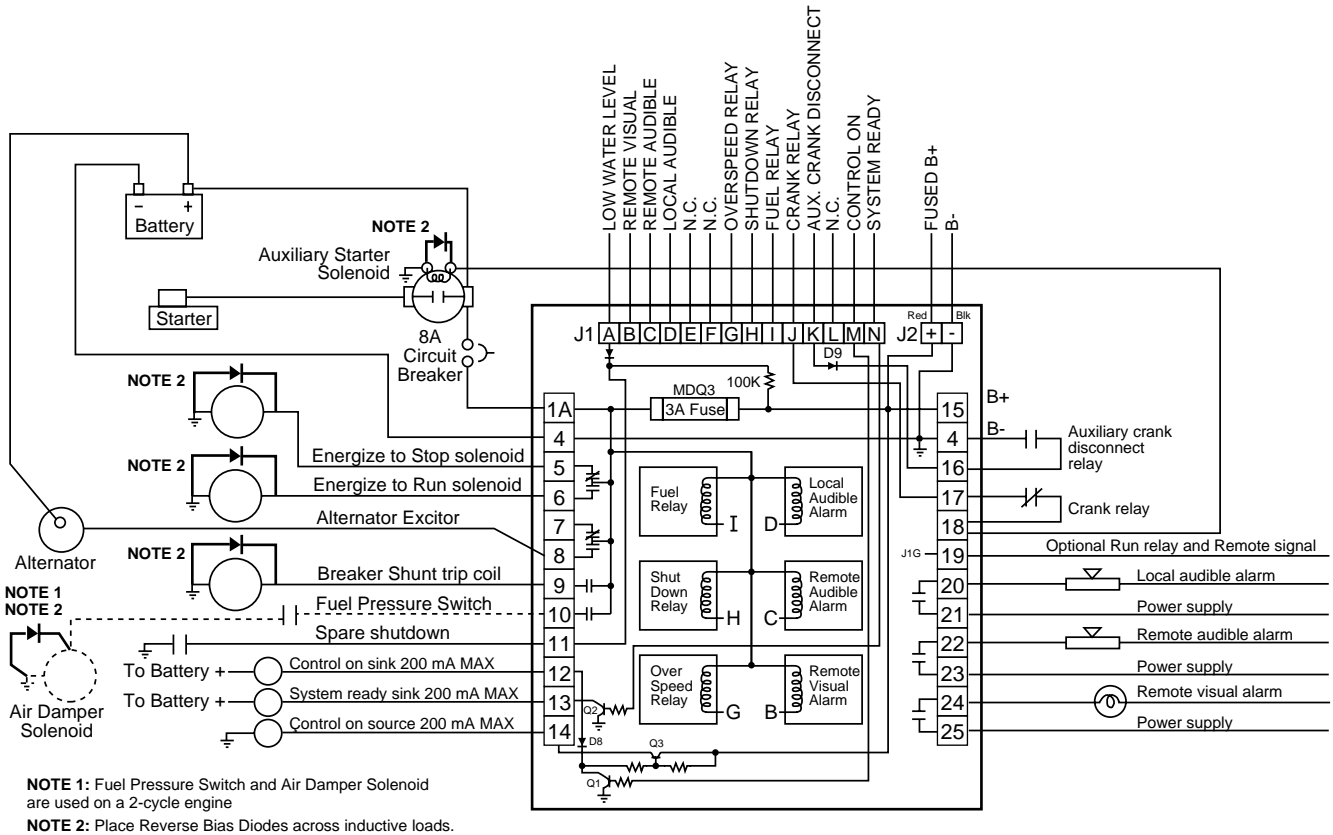 LOW WATER LEVEL
REMOTE VISUAL
REMOTE AUDIBLE
LOCAL AUDIBLE
N.C.
N.C.
OVERSPEED RELAY
SHUTDOWN RELAY
FUEL RELAY
CRANK RELAY
AUX. CRANK DISCONNECT
N.C.
CONTROL ON
SYSTEM READY
FUSED B+
B-
- +
Battery
NOTE 2
Auxiliary Starter
Solenoid
Starter
8A
Circuit
Breaker
Red Blk
J1 A B C D E F G H I J K L M N J2 + -
D9
100K
MDQ3
3A Fuse
NOTE 2
NOTE 2
NOTE 2
Energize to Stop solenoid
Energize to Run solenoid
Alternator Excitor
Alternator
Breaker Shunt trip coil
NOTE 1
NOTE 2
Fuel Pressure Switch
Spare shutdown
To Battery +
Control on sink 200 mA MAX
To Battery +
System ready sink 200 mA MAX
Control on source 200 mA MAX
Air Damper
Solenoid
1A
4
5
6
7
8
9
10
11
12
13
14
Fuel
Relay
I
D
Local
Audible
Alarm
Shut
Down
Relay
H
C
Remote
Audible
Alarm
Over
Speed
Relay
G
B
Remote
Visual
Alarm
Q2
D8
Q3
Q1
15
4
16
17
18
J1G
19
20
21
22
23
24
25
B+
B-
Auxiliary crank
disconnect
relay
Crank relay
Optional Run relay and Remote signal
Local audible alarm
Power supply
Remote audible alarm
Power supply
Remote visual alarm
Power supply
NOTE 1: Fuel Pressure Switch and Air Damper Solenoid
are used on a 2-cycle engine
NOTE 2: Place Reverse Bias Diodes across inductive loads.